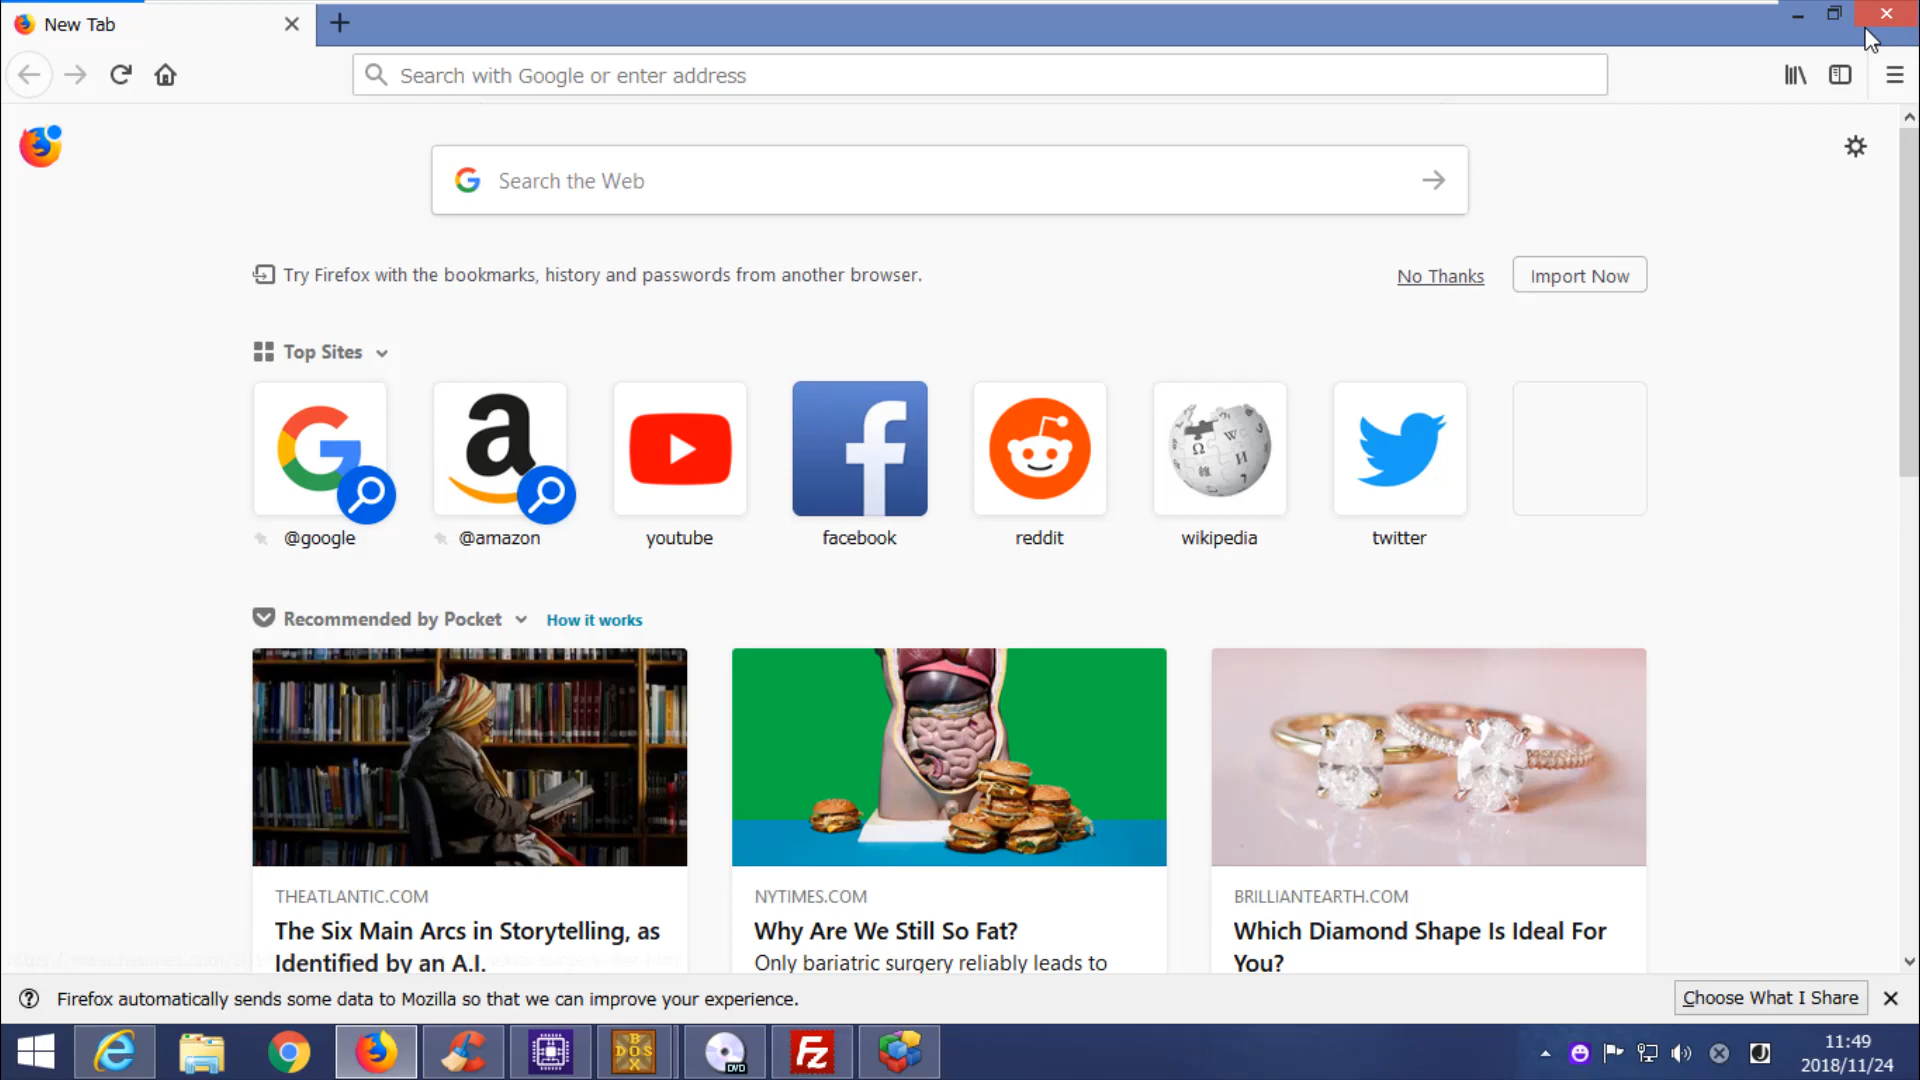 New Tab
Search with Google or enter address
Search the Web
Try Firefox with the bookmarks, history and passwords from another browser.
No Thanks
Import Now
Top Sites
@google
@amazon
youtube
facebook
reddit
wikipedia
twitter
Recommended by Pocket
How it works
THEATLANTIC.COM
The Six Main Arcs in Storytelling, as
Identified by an A.I.
NYTIMES.COM
Why Are We Still So Fat?
Only bariatric surgery reliably leads to
BRILLIANTEARTH.COM
Which Diamond Shape Is Ideal For
You?
Firefox automatically sends some data to Mozilla so that we can improve your experience.
Choose What I Share
BOX
DOS
DVD
FZ
11:49
2018/11/24